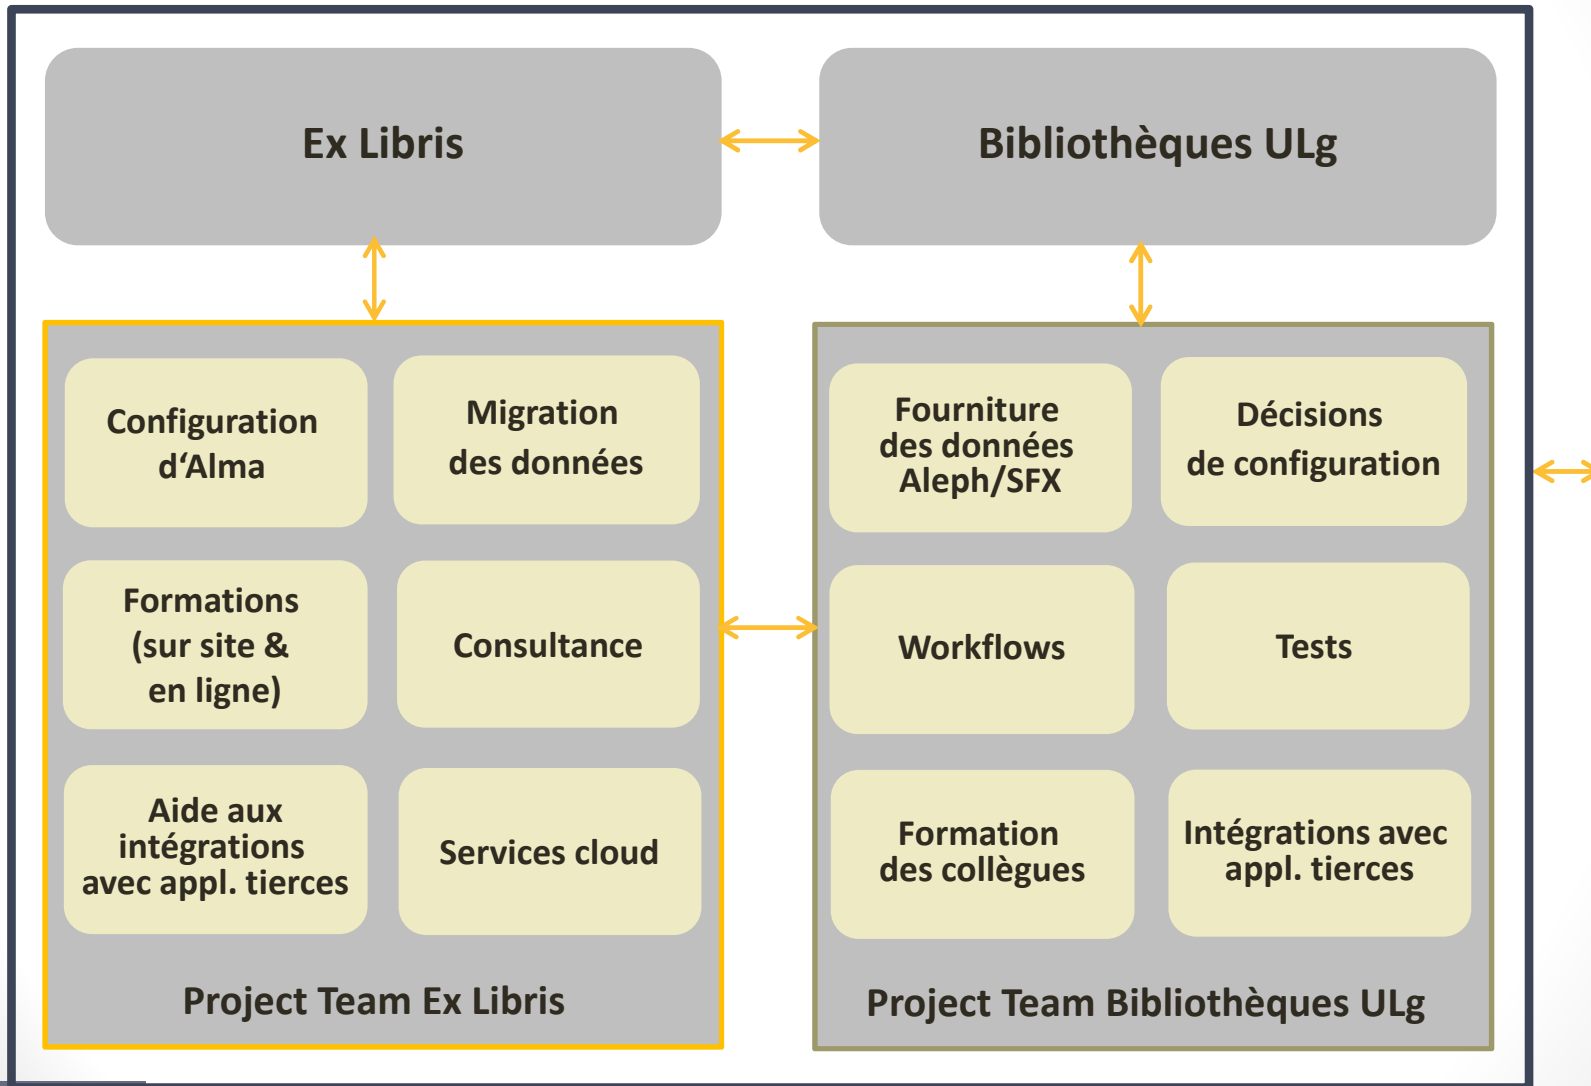 Ex Libris
Bibliothèques ULg
Configuration
d‘Alma
Migration
des données
Formations
(sur site &
en ligne)
Consultance
Aide aux
intégrations
avec appl. tierces
Services cloud
Project Team Ex Libris
Fourniture
des données
Aleph/SFX
Décisions
de configuration
Workflows
Tests
Formation
des collègues
Intégrations avec
appl. tierces
Project Team Bibliothèques ULg